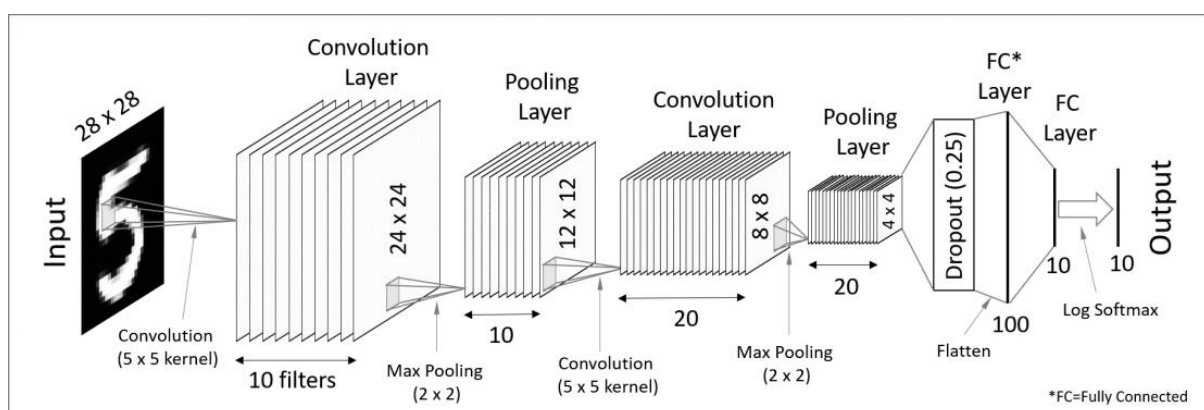 Input
28 x 28
Convolution
(5 x 5 kernel)
Convolution
Layer
24 x 24
10 filters
Max Pooling
(2 x 2)
Pooling
Layer
12 x 12
10
Convolution
(5 x 5 kernel)
Convolution
Layer
8 x 8
20
Max Pooling
(2 x 2)
Pooling
Layer
4 x 4
20
Dropout (0.25)
Flatten
FC*
Layer
100
FC
Layer
10
Log Softmax
10
Output
*FC=Fully Connected